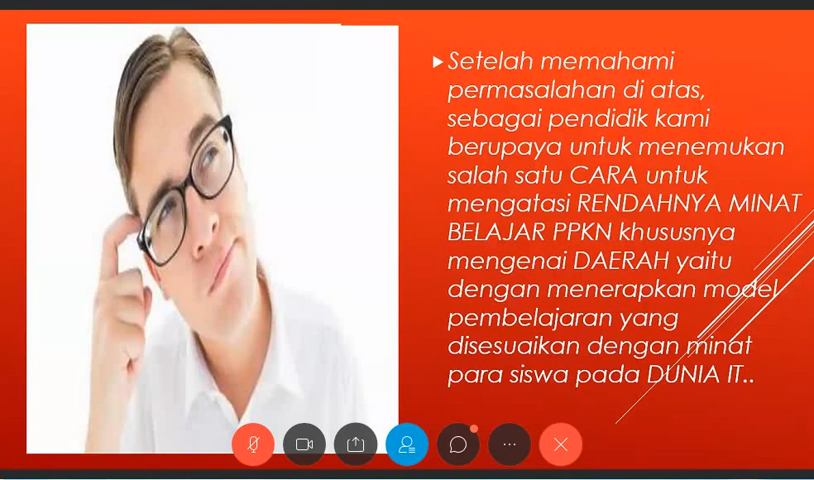 Setelah memahami
permasalahan di atas,
sebagai pendidik kami
berupaya untuk menemukan
salah satu CARA untuk
mengatasi RENDAHNYA MINAT
BELAJAR PPKN khususnya
mengenai DAERAH yaitu
dengan menerapkan model
pembelajaran yang
disesuaikan dengan minat
para siswa pada DUNIA IT..